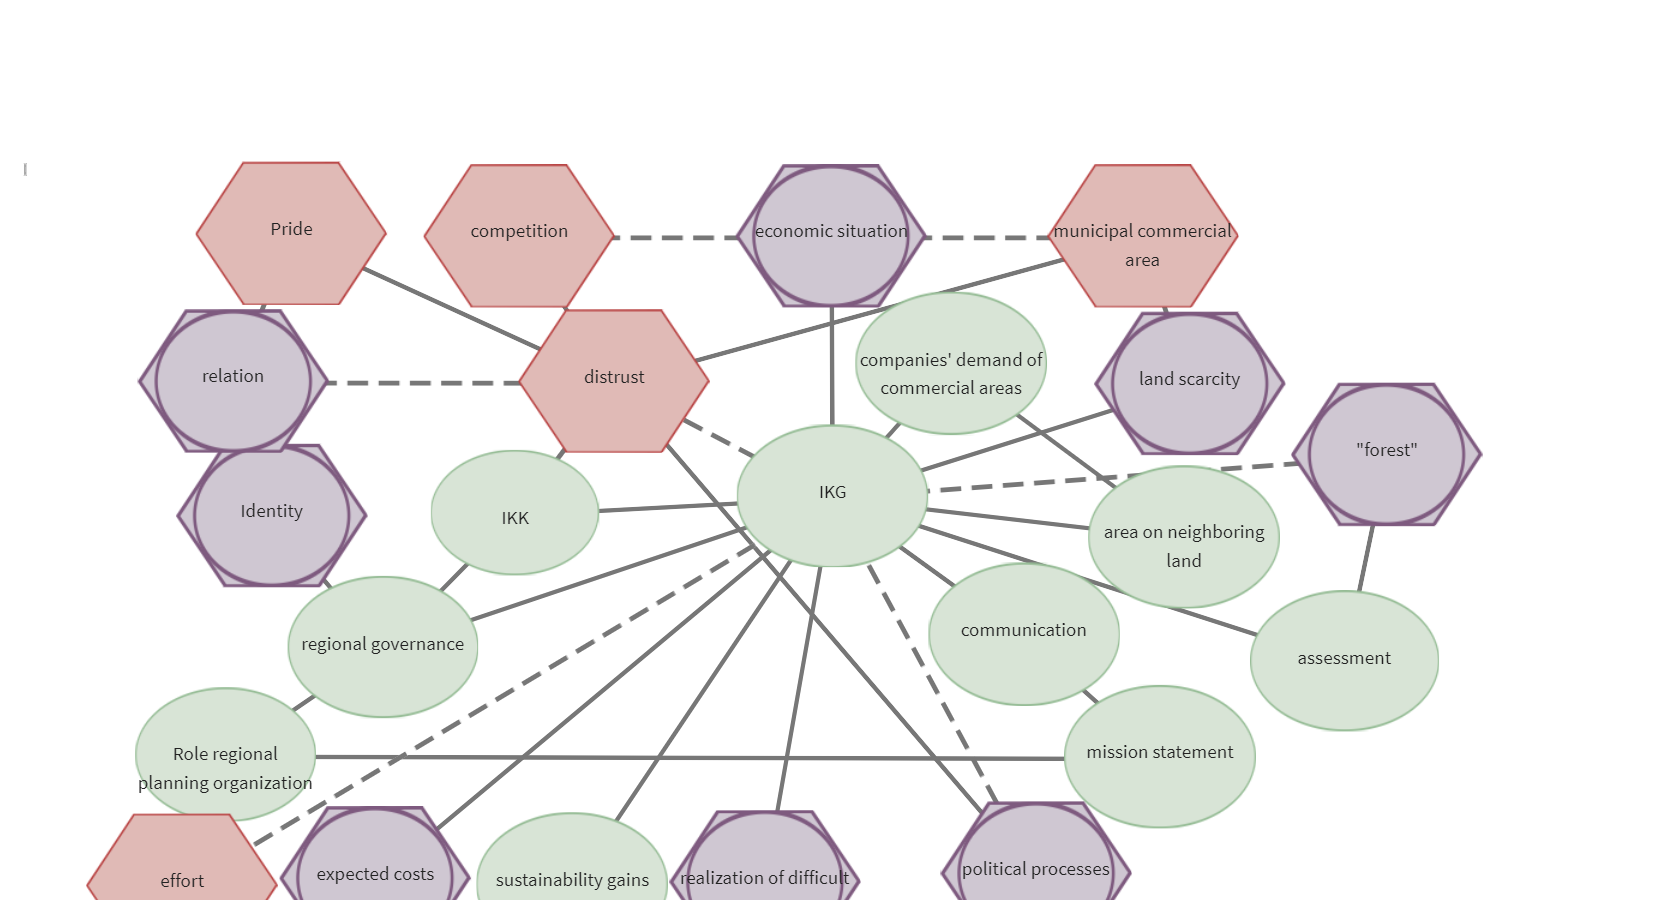 Pride
competition
economic situation
municipal commercial
area
relation
distrust
companies' demand of
commercial areas
land scarcity
"forest"
Identity
IKK
IKG
area on neighboring
land
regional governance
communication
assessment
Role regional
planning organization
mission statement
effort
expected costs
sustainability gains
realization of difficult
political processes